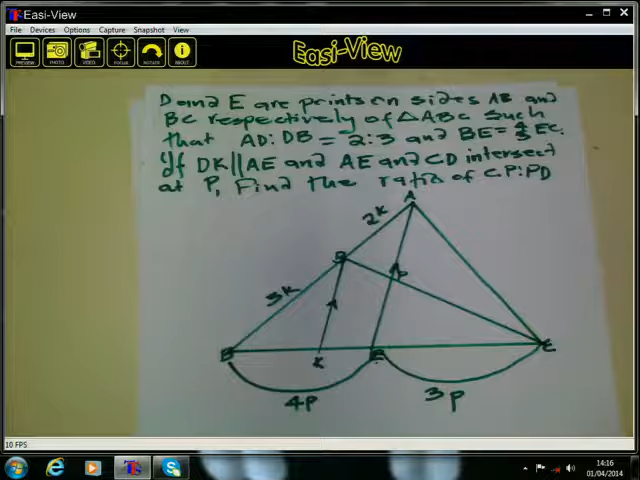 Easi-View
File Devices Options Capture Snapshot View
PREVIEW PHOTO VIDEO FOCUS ROTATE ABOUT
Easi-View
D and E are points on sides AB and
BC respectively of △ABC such
that AD:DB = 2:3 and BE = 4/3 EC.
If DK||AE and AE and CD intersect
at P, Find the ratio of CP:PD
A
2K
D
P
3K
B
K
E
C
4P
3P
10 FPS
14:16
01/04/2014